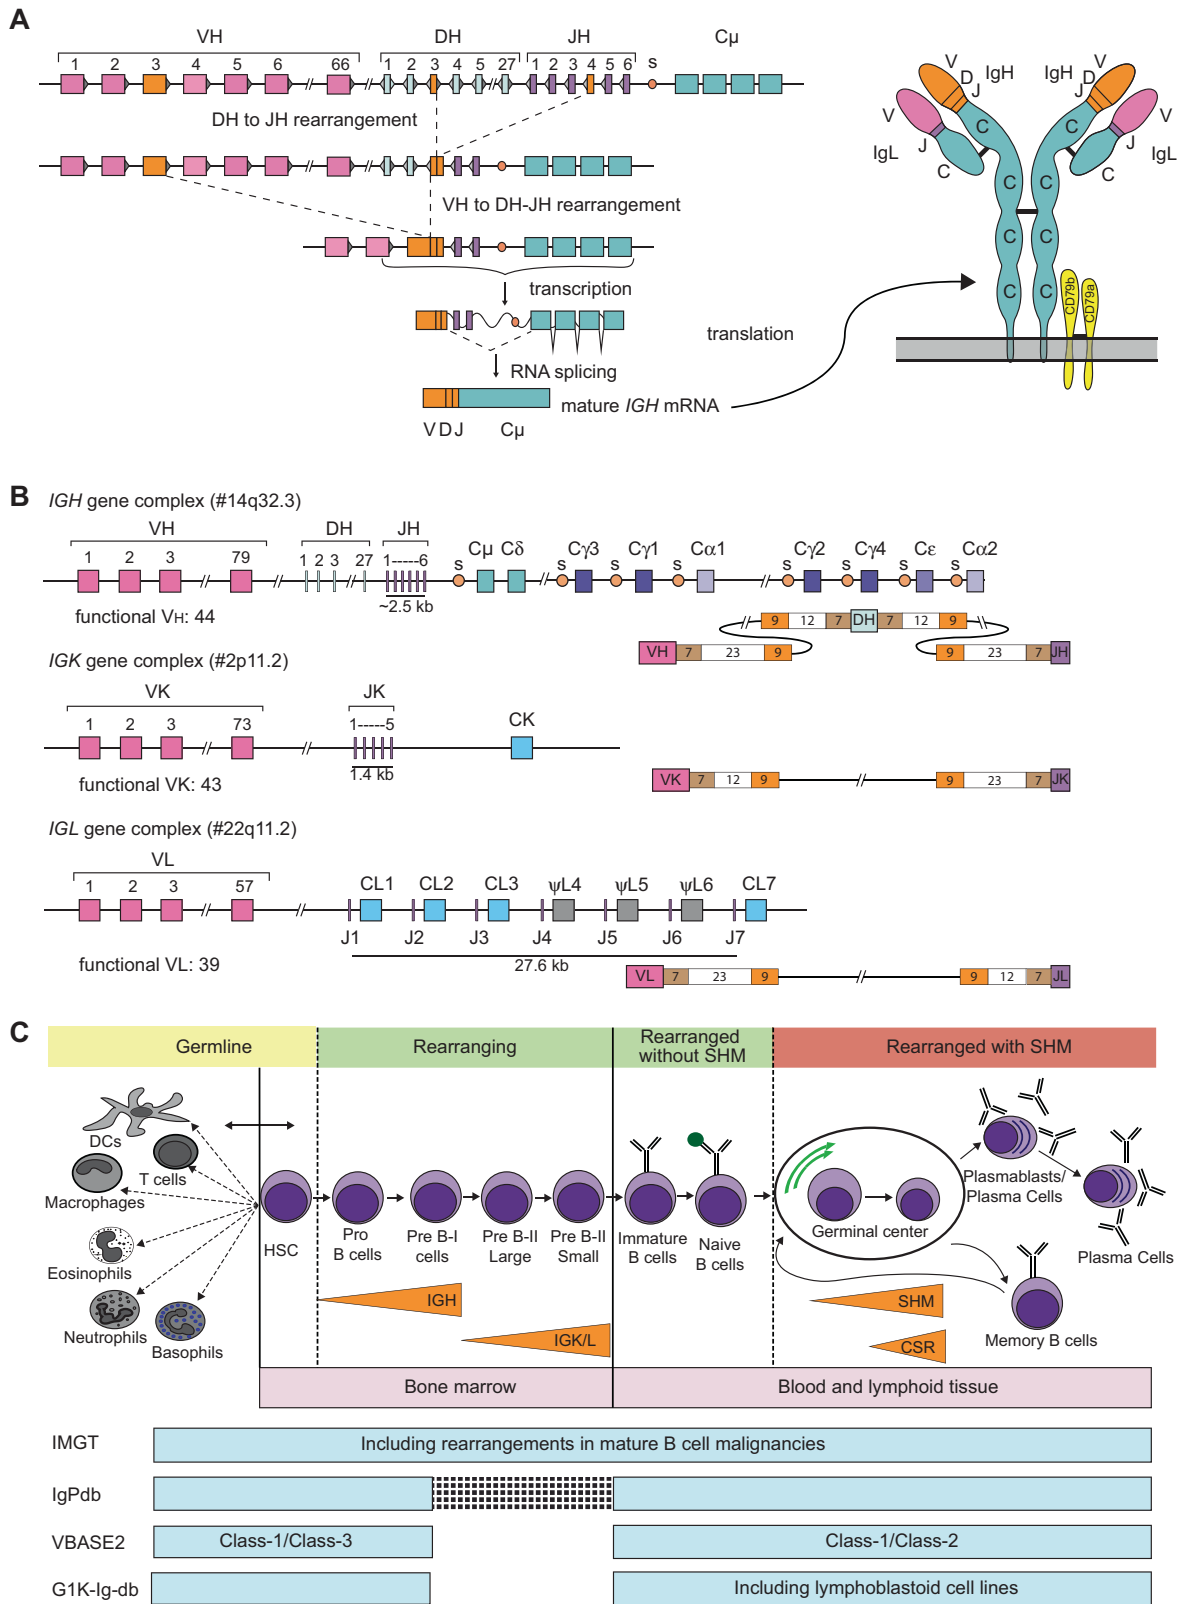 A
VH DH JH Cμ
1 2 3 4 5 6 66 1 2 3 4 5 27 1 2 3 4 5 6 s
DH to JH rearrangement
VH to DH-JH rearrangement
transcription
RNA splicing
mature IGH mRNA
V D J Cμ
translation
V D J IgH IgH V D J
V J IgL C C V J IgL C C
C C
C C
C C
CD79b CD79a
B
IGH gene complex (#14q32.3)
VH DH JH Cμ Cδ Cγ3 Cγ1 Cα1 Cγ2 Cγ4 Cε Cα2
1 2 3 79 1 2 3 27 1-----6 s s s s s s s s
~2.5 kb
functional VH: 44
9 12 7 DH 7 12 9
VH 7 23 9 9 23 7 JH
IGK gene complex (#2p11.2)
VK JK CK
1 2 3 73 1-----5
1.4 kb
functional VK: 43
VK 7 12 9 9 23 7 JK
IGL gene complex (#22q11.2)
VL
1 2 3 57 CL1 CL2 CL3 ψL4 ψL5 ψL6 CL7
J1 J2 J3 J4 J5 J6 J7
27.6 kb
functional VL: 39
VL 7 23 9 9 12 7 JL
C
Germline Rearranging Rearranged without SHM Rearranged with SHM
DCs
T cells
Macrophages
Eosinophils
Neutrophils
Basophils
HSC
Pro
B cells
Pre B-I
cells
Pre B-II
Large
Pre B-II
Small
Immature
B cells
Naive
B cells
Germinal center
Plasmablasts/
Plasma Cells
Plasma Cells
Memory B cells
IGH
IGK/L
SHM
CSR
Bone marrow Blood and lymphoid tissue
IMGT Including rearrangements in mature B cell malignancies
IgPdb
VBASE2 Class-1/Class-3 Class-1/Class-2
G1K-Ig-db Including lymphoblastoid cell lines